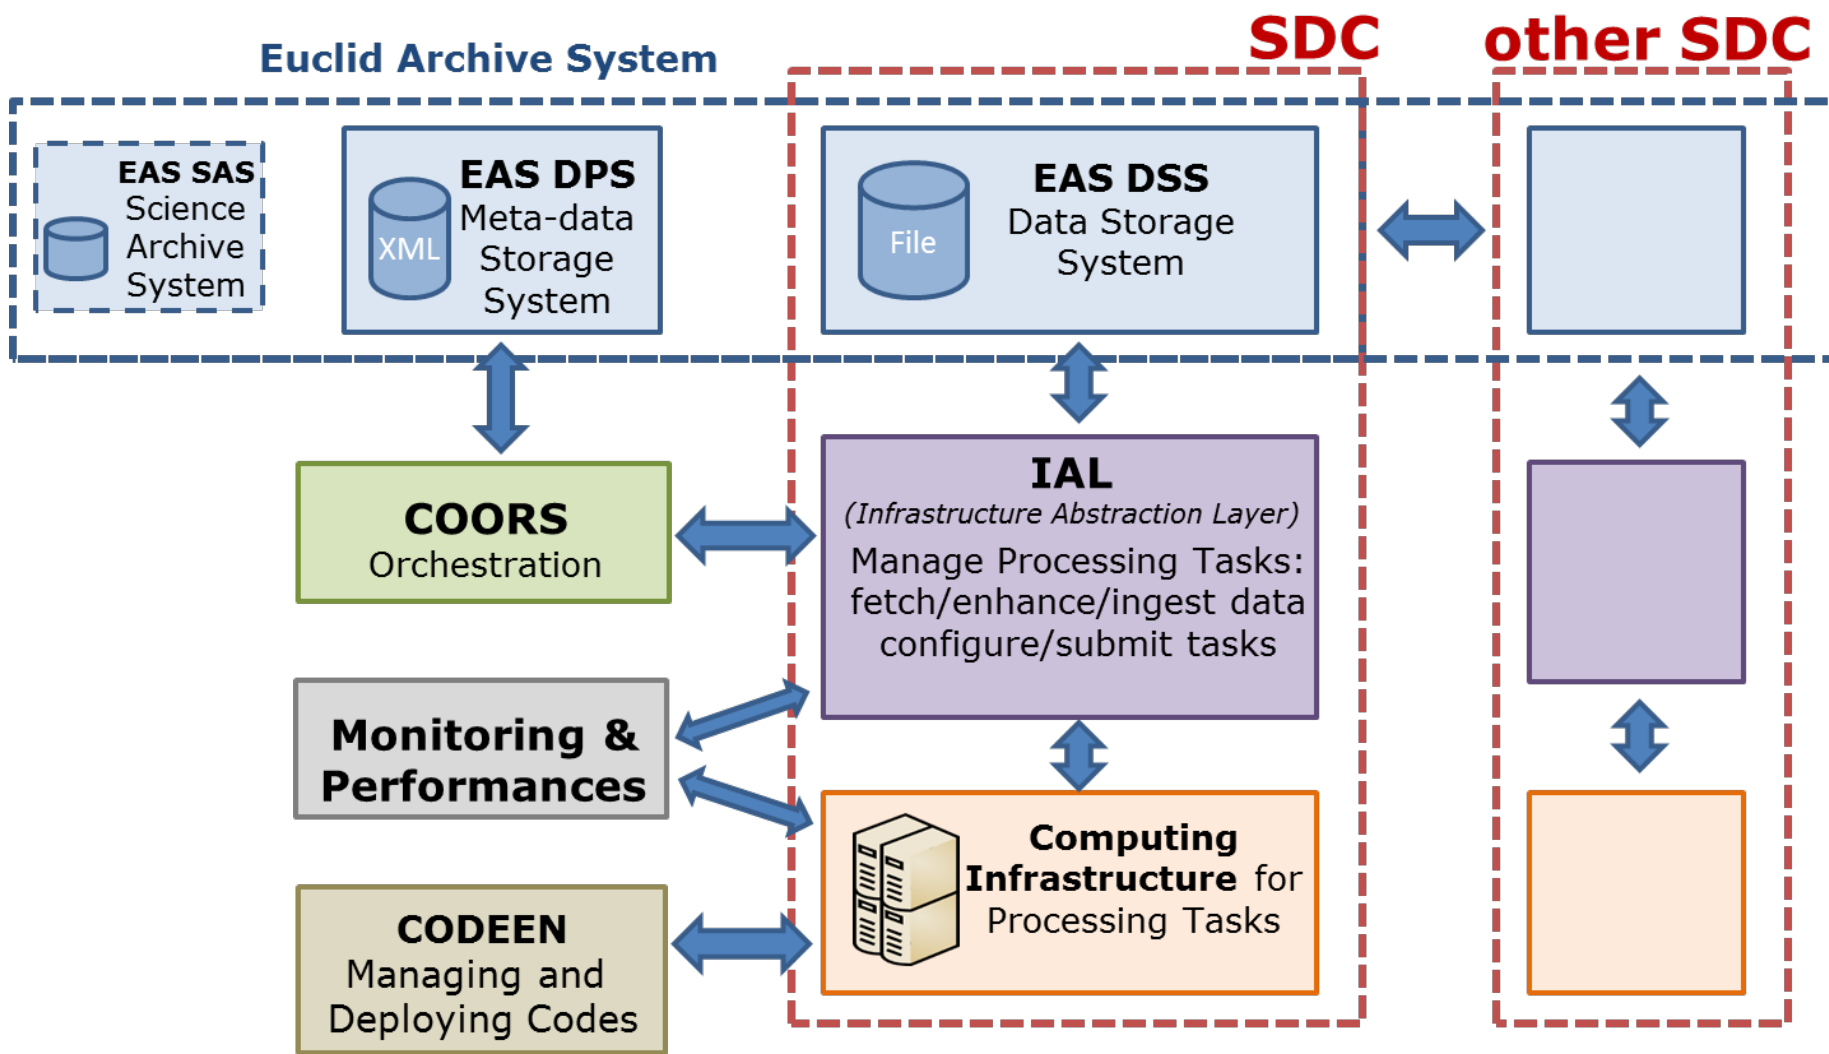 Euclid Archive System
SDC
other SDC
EAS SAS
Science
Archive
System
XML
EAS DPS
Meta-data
Storage
System
File
EAS DSS
Data Storage
System
COORS
Orchestration
IAL
(Infrastructure Abstraction Layer)
Manage Processing Tasks:
fetch/enhance/ingest data
configure/submit tasks
Monitoring &
Performances
Computing
Infrastructure for
Processing Tasks
CODEEN
Managing and
Deploying Codes